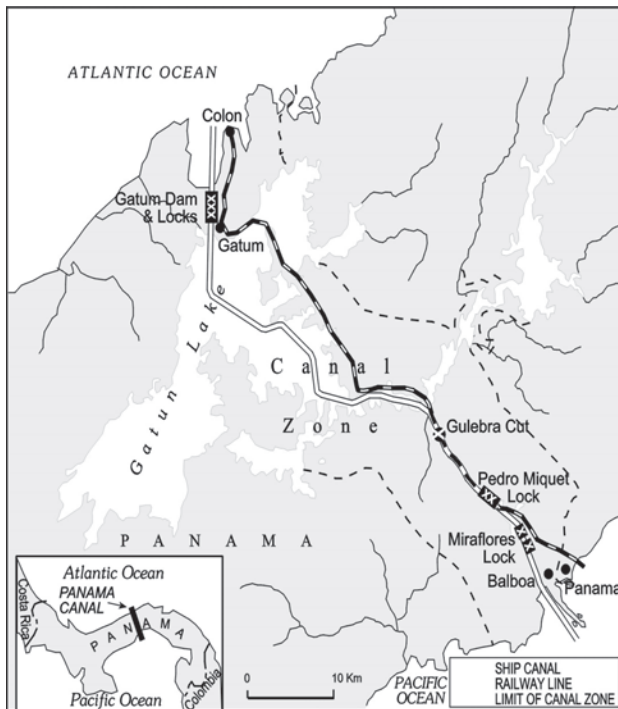 ATLANTIC OCEAN
Colon
Gatum Dam
& Locks
Gatum
Gatun Lake
Canal
Zone
Gulebra Cut
Pedro Miquet
Lock
Miraflores
Lock
Balboa
Panama
PANAMA
Atlantic Ocean
PANAMA
CANAL
Costa Rica
PANAMA
Colombia
Pacific Ocean
0 10 Km
PACIFIC
OCEAN
SHIP CANAL
RAILWAY LINE
LIMIT OF CANAL ZONE